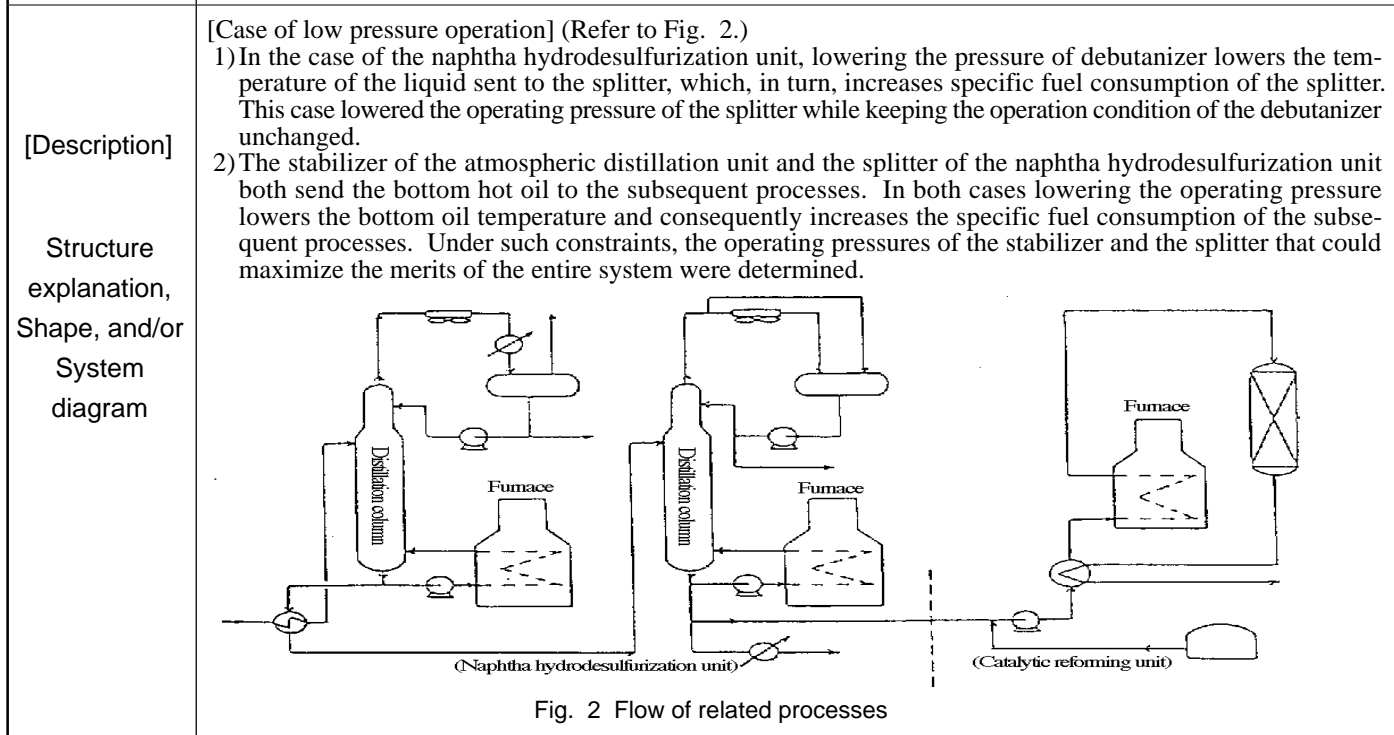 [Description]
Structure
explanation,
Shape, and/or
System
diagram
[Case of low pressure operation] (Refer to Fig. 2.)
1) In the case of the naphtha hydrodesulfurization unit, lowering the pressure of debutanizer lowers the tem-
perature of the liquid sent to the splitter, which, in turn, increases specific fuel consumption of the splitter.
This case lowered the operating pressure of the splitter while keeping the operation condition of the debutanizer
unchanged.
2) The stabilizer of the atmospheric distillation unit and the splitter of the naphtha hydrodesulfurization unit
both send the bottom hot oil to the subsequent processes. In both cases lowering the operating pressure
lowers the bottom oil temperature and consequently increases the specific fuel consumption of the subse-
quent processes. Under such constraints, the operating pressures of the stabilizer and the splitter that could
maximize the merits of the entire system were determined.
Distillation column
Furnace
Distillation column
Furnace
Furnace
(Naphtha hydrodesulfurization unit)
(Catalytic reforming unit)
Fig. 2 Flow of related processes